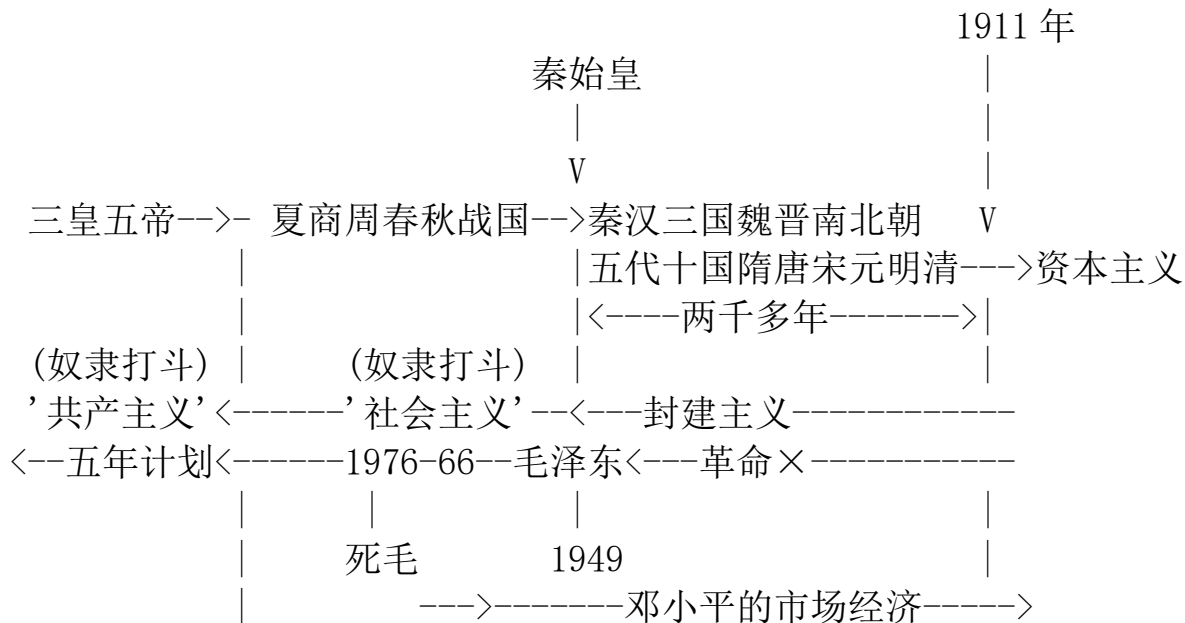 1911 年
秦始皇 |
| |
V |
三皇五帝-->- 夏商周春秋战国-->秦汉三国魏晋南北朝 V
| |五代十国隋唐宋元明清--->资本主义
| |<----两千多年------->|
(奴隶打斗) | (奴隶打斗) | |
'共产主义'<------'社会主义'--<---封建主义------------
<--五年计划<------1976-66--毛泽东<---革命×-----------
| | | |
| 死毛 1949 |
| --->-------邓小平的市场经济----->